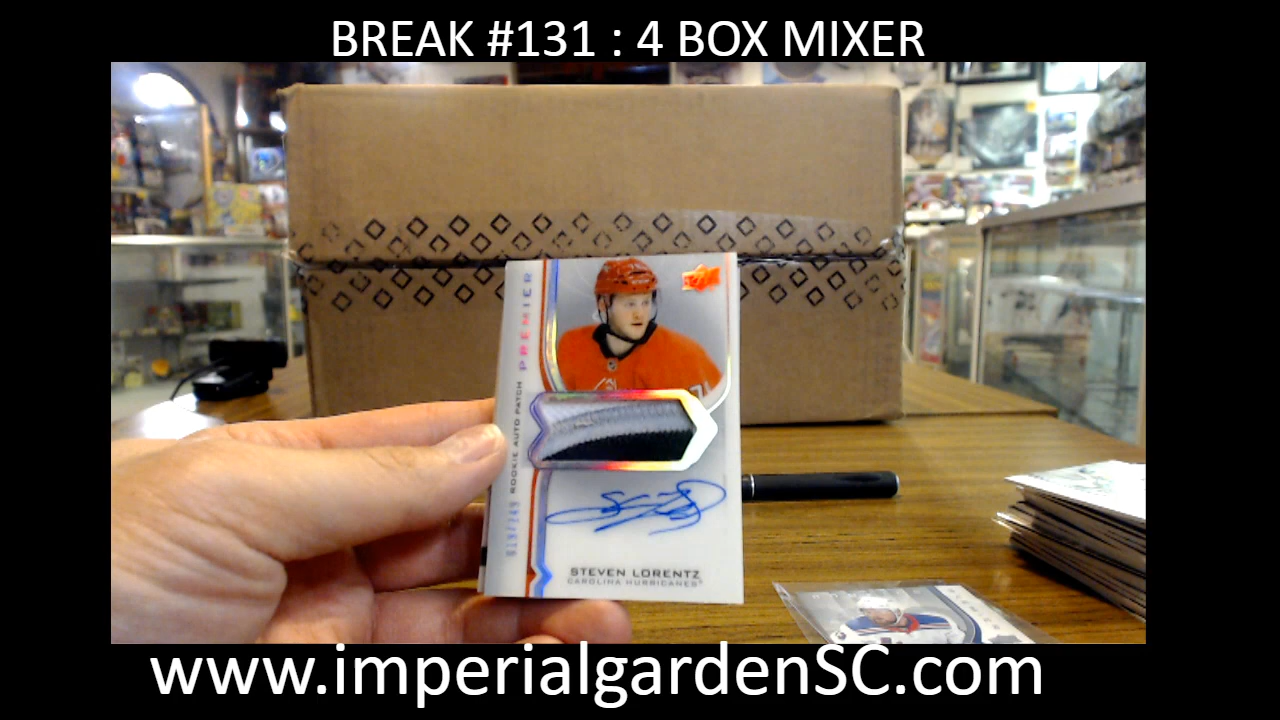 BREAK #131 : 4 BOX MIXER
PREMIER
ROOKIE AUTO PATCH
STEVEN LORENTZ
CAROLINA HURRICANES
www.imperialgardenSC.com